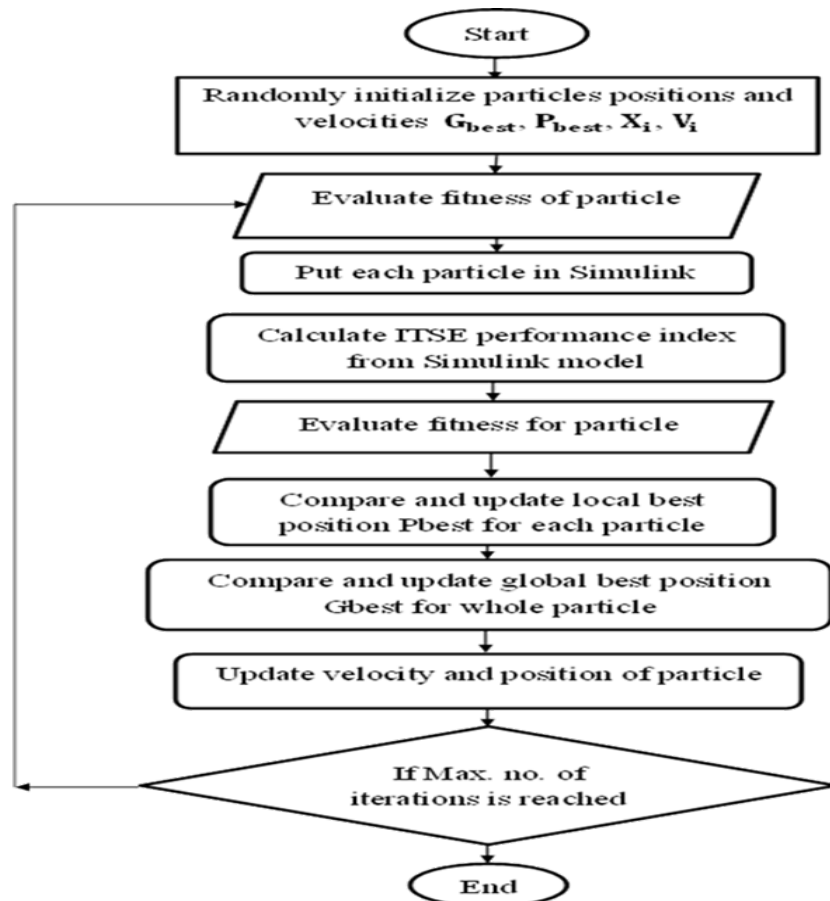 Start
Randomly initialize particles positions and
velocities Gbest, Pbest, Xi, Vi
Evaluate fitness of particle
Put each particle in Simulink
Calculate ITSE performance index
from Simulink model
Evaluate fitness for particle
Compare and update local best
position Pbest for each particle
Compare and update global best position
Gbest for whole particle
Update velocity and position of particle
If Max. no. of
iterations is reached
End